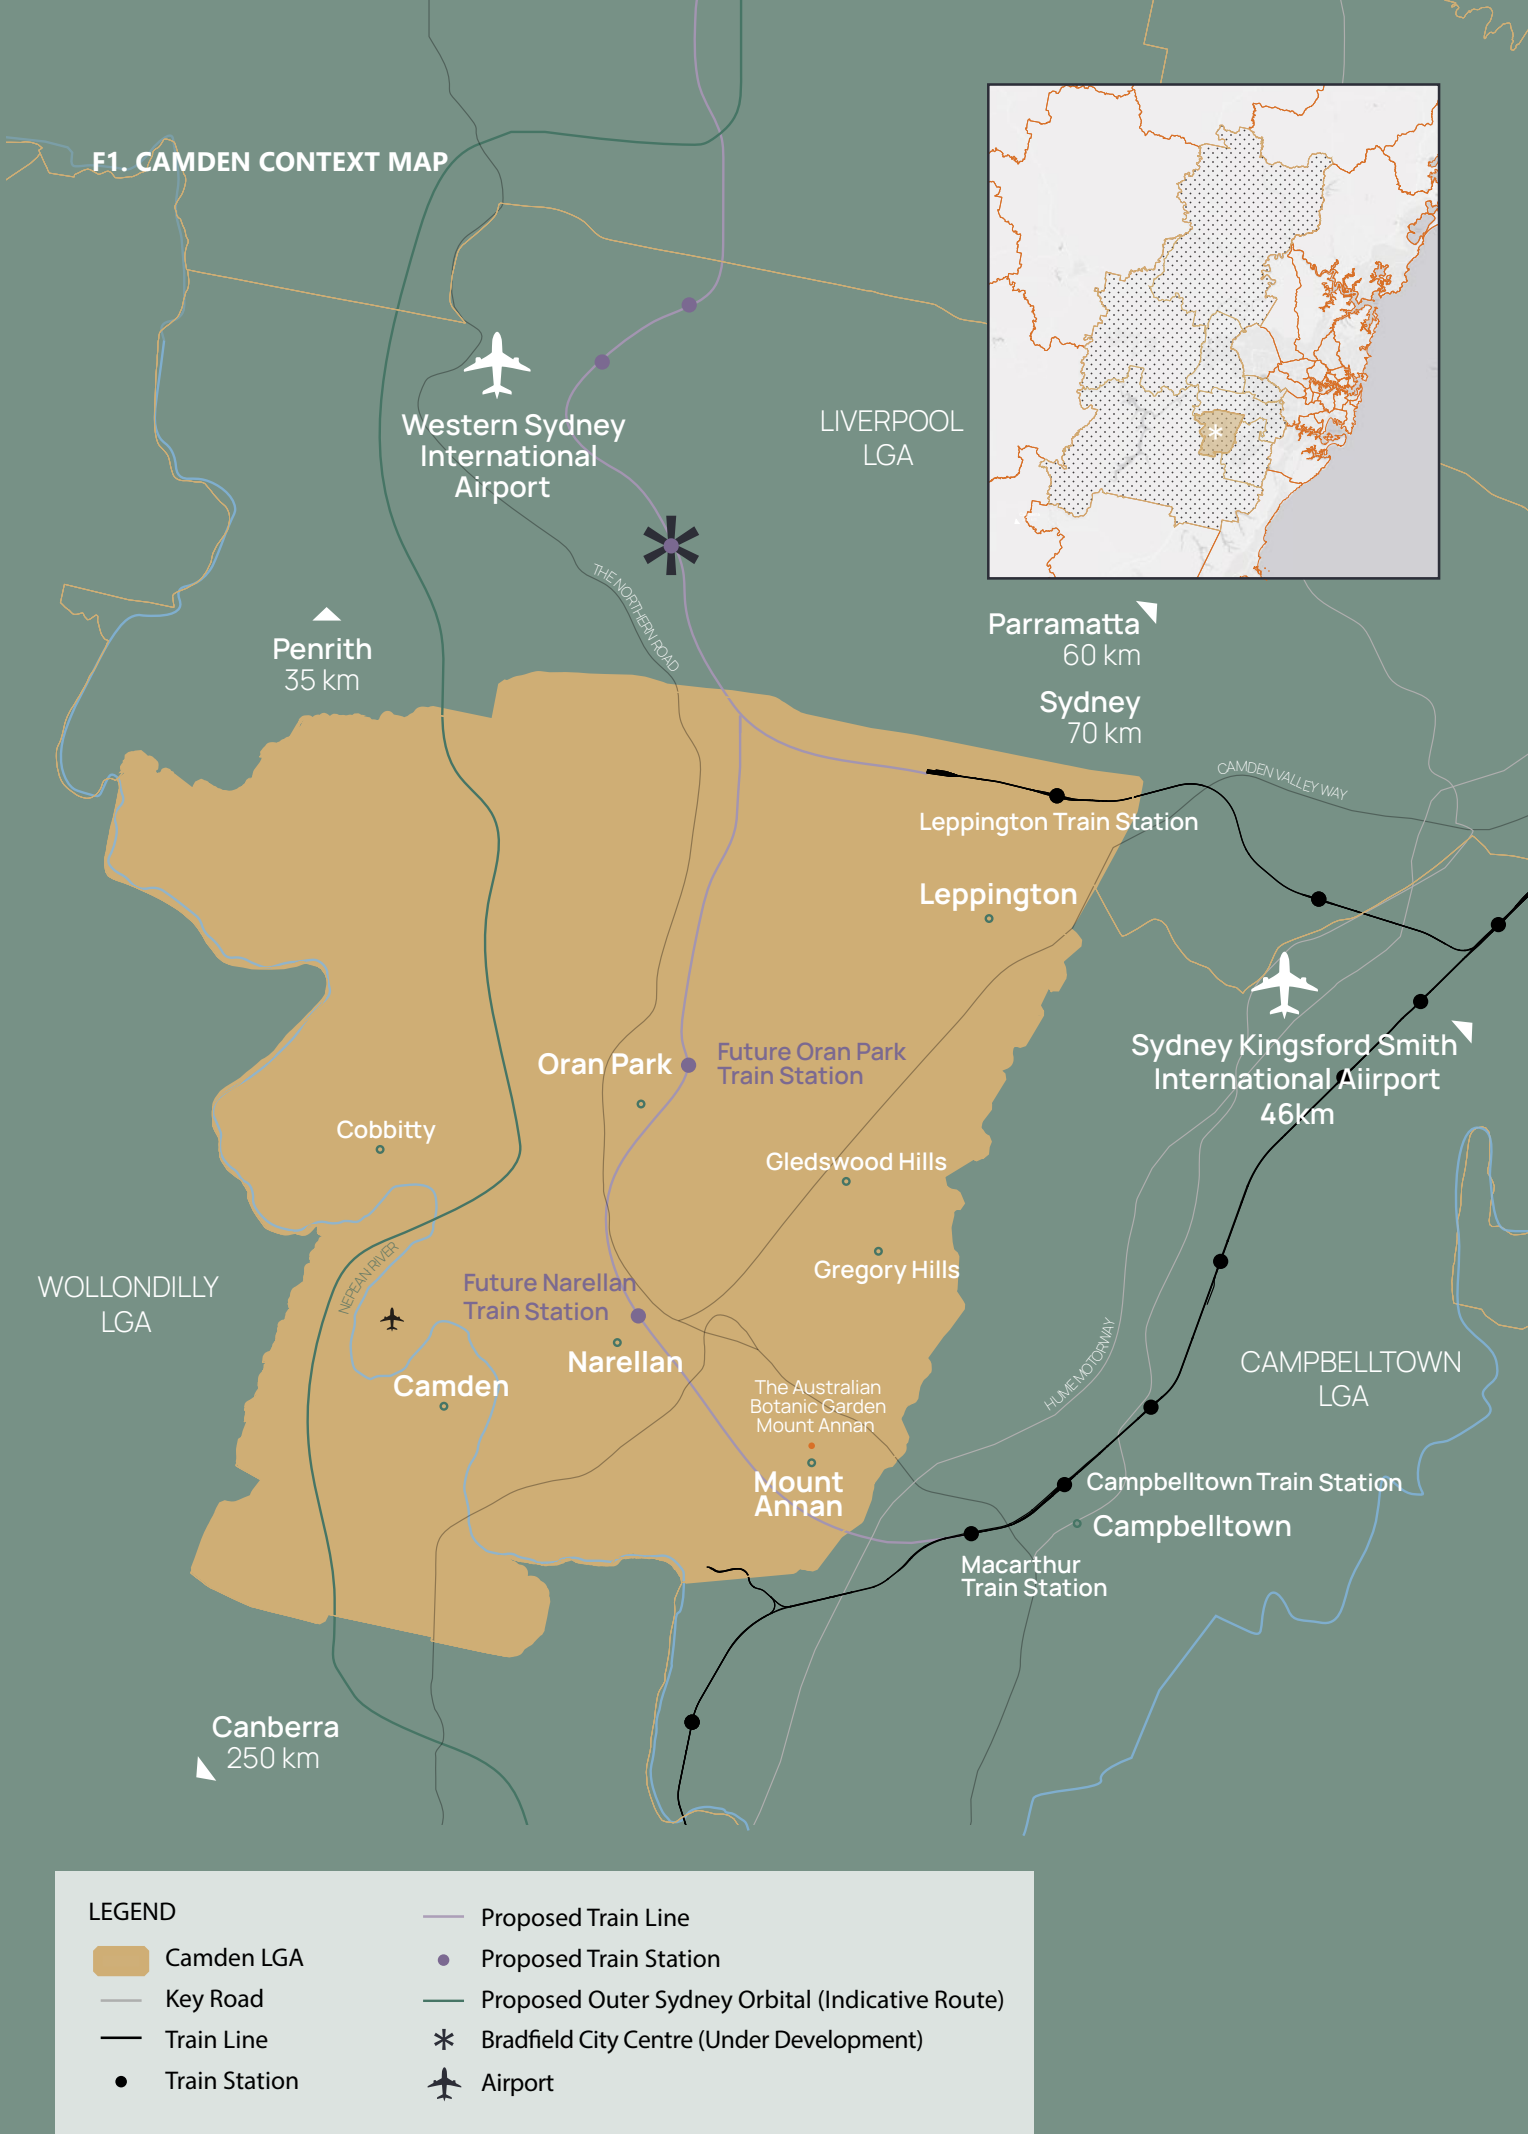 F1. CAMDEN CONTEXT MAP
Western Sydney
International
Airport
LIVERPOOL
LGA
THE NORTHERN ROAD
Penrith
35 km
Parramatta
60 km
Sydney
70 km
CAMDEN VALLEY WAY
Leppington Train Station
Leppington
Sydney Kingsford Smith
International Aiirport
46km
Oran Park
Future Oran Park
Train Station
Cobbitty
Gledswood Hills
Gregory Hills
NEPEAN RIVER
WOLLONDILLY
LGA
Future Narellan
Train Station
Narellan
Camden
The Australian
Botanic Garden
Mount Annan
Mount
Annan
HUME MOTORWAY
CAMPBELLTOWN
LGA
Campbelltown Train Station
Campbelltown
Macarthur
Train Station
Canberra
250 km
LEGEND
Camden LGA
Key Road
Train Line
Train Station
Proposed Train Line
Proposed Train Station
Proposed Outer Sydney Orbital (Indicative Route)
Bradfield City Centre (Under Development)
Airport